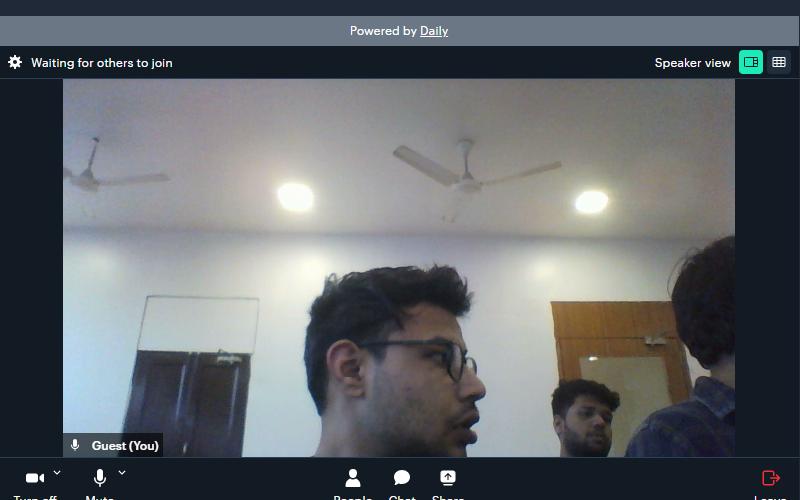 Powered by Daily
Waiting for others to join
Speaker view
Guest (You)
Turn off
Mute
People
Chat
Share
Leave